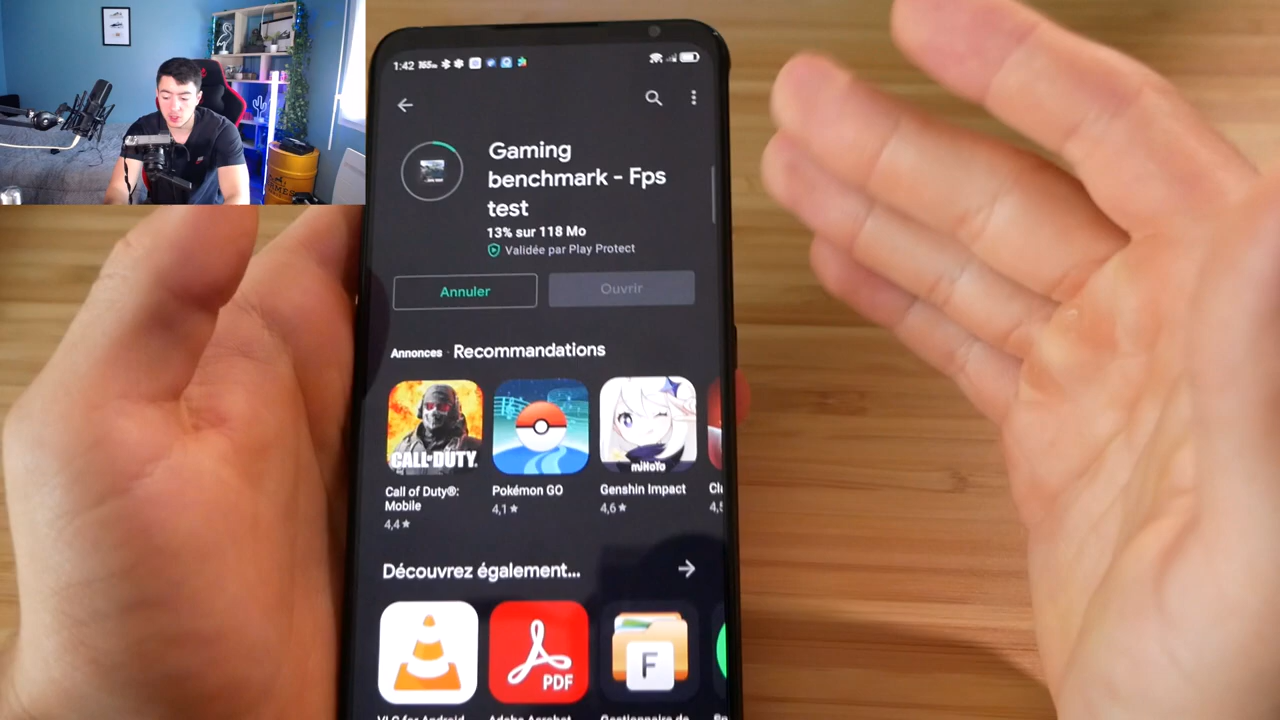 1:42 165Hz
Gaming
benchmark - Fps
test
13% sur 118 Mo
Validée par Play Protect
Annuler
Ouvrir
Annonces · Recommandations
CALL·DUTY.
miHoYo
Call of Duty®:
Mobile
4,4★
Pokémon GO
4,1★
Genshin Impact
4,6★
Cl
4,5
Découvrez également...
PDF
F
VLC for Android
Adobe Acrobat
Gestionnaire de